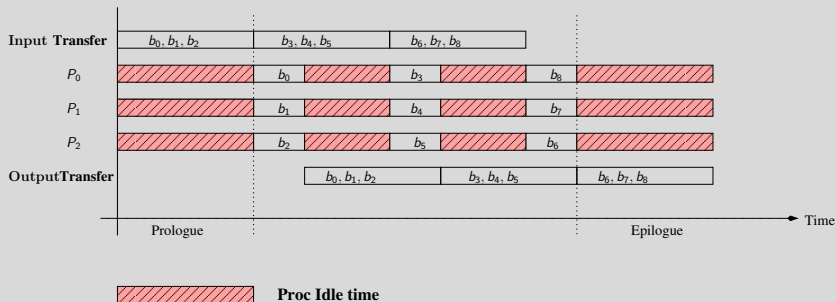 Input Transfer b₀, b₁, b₂ b₃, b₄, b₅ b₆, b₇, b₈
P₀ b₀ b₃ b₈
P₁ b₁ b₄ b₇
P₂ b₂ b₅ b₆
OutputTransfer b₀, b₁, b₂ b₃, b₄, b₅ b₆, b₇, b₈
Time
Prologue Epilogue
Proc Idle time